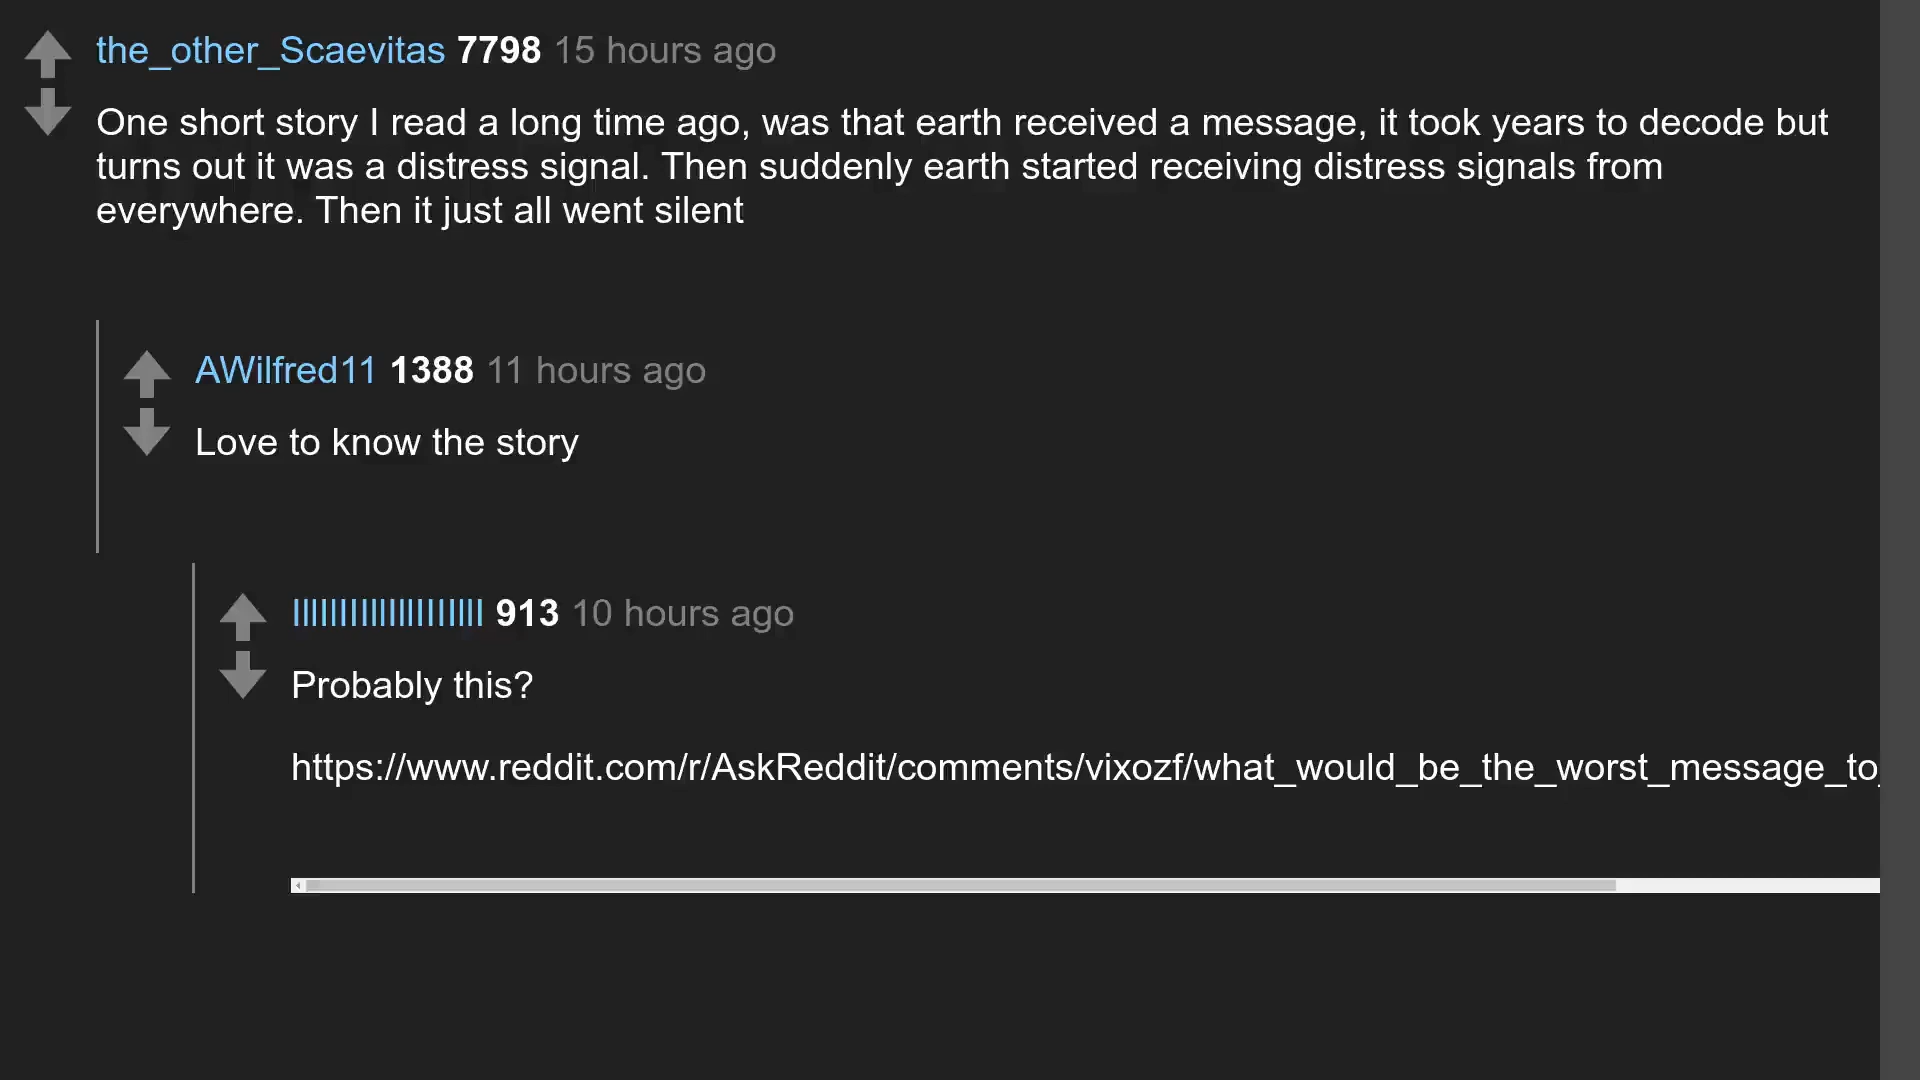 the_other_Scaevitas 7798 15 hours ago
One short story I read a long time ago, was that earth received a message, it took years to decode but
turns out it was a distress signal. Then suddenly earth started receiving distress signals from
everywhere. Then it just all went silent
AWilfred11 1388 11 hours ago
Love to know the story
913 10 hours ago
Probably this?
https://www.reddit.com/r/AskReddit/comments/vixozf/what_would_be_the_worst_message_to_